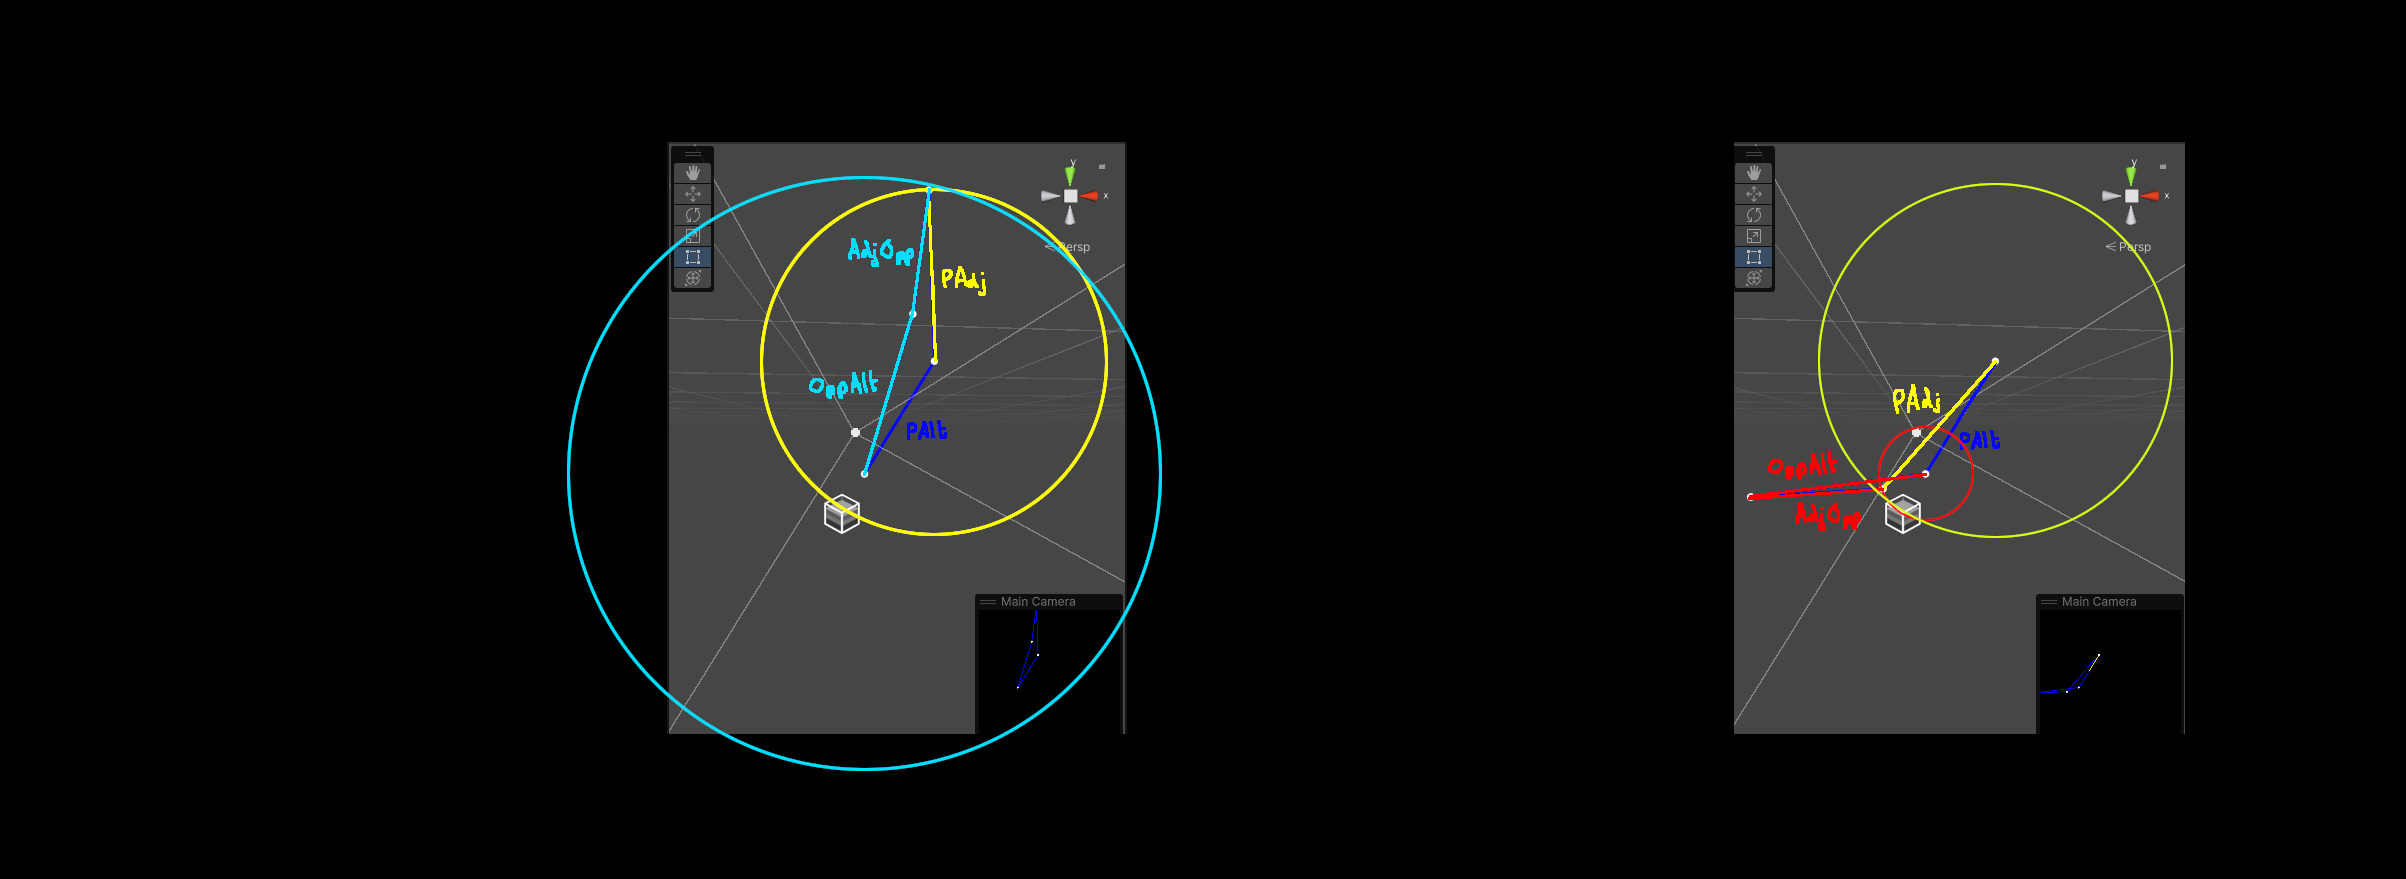 y
x
Persp
AdjOpp
PAdj
OppAlt
PAlt
Main Camera
y
x
Persp
PAdj
PAlt
OppAlt
AdjOpp
Main Camera